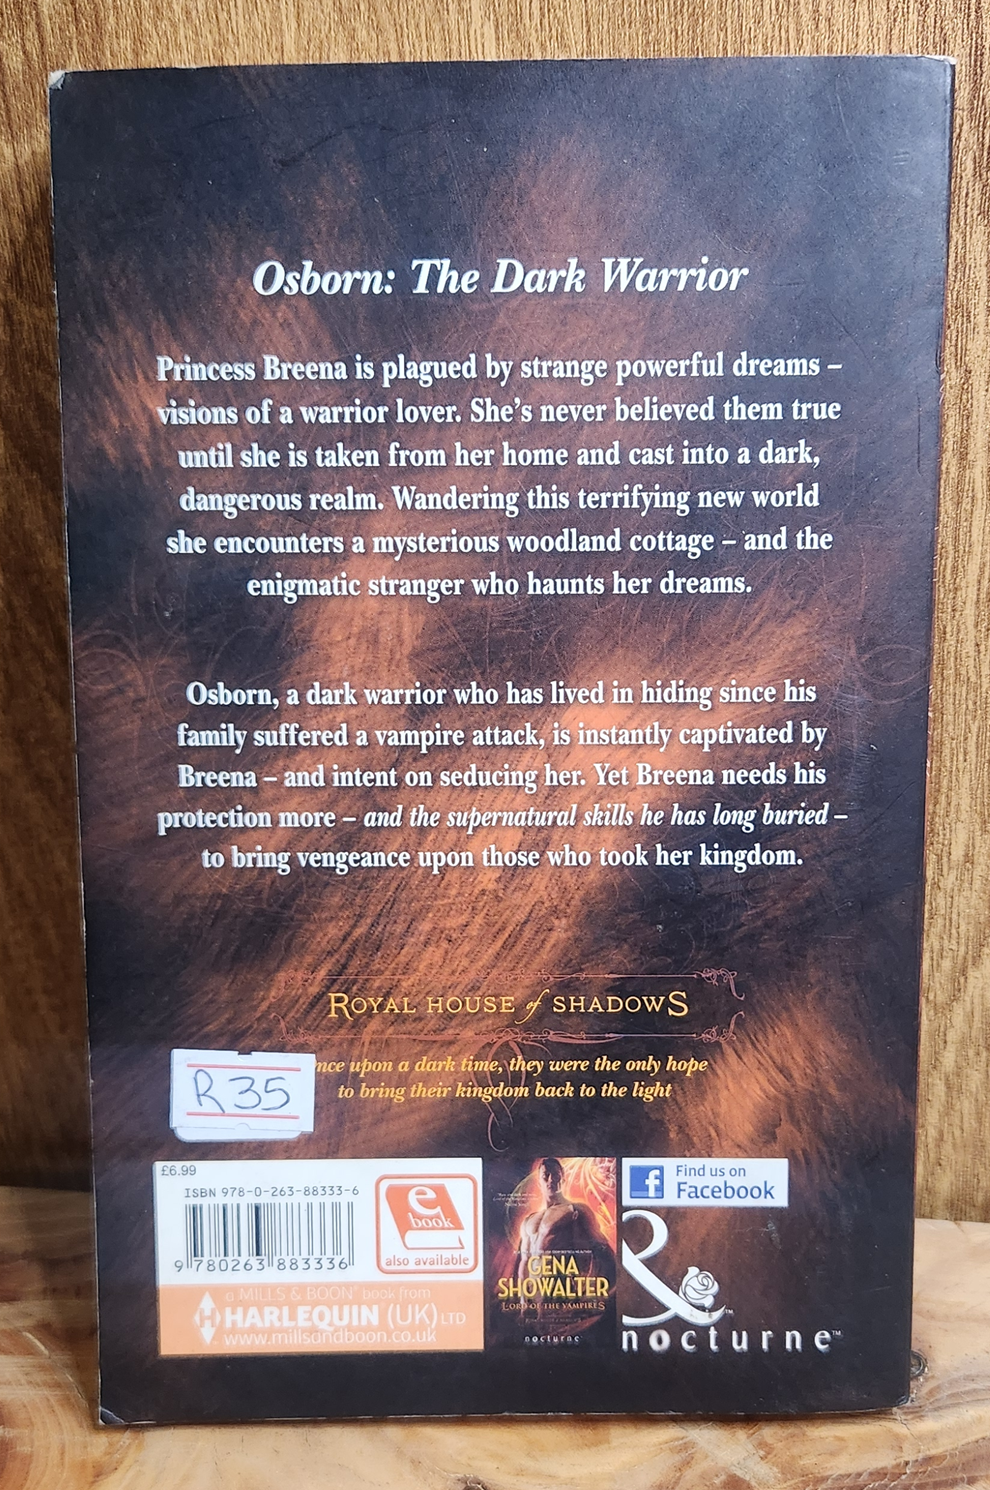 Osborn: The Dark Warrior
Princess Breena is plagued by strange powerful dreams –
visions of a warrior lover. She's never believed them true
until she is taken from her home and cast into a dark,
dangerous realm. Wandering this terrifying new world
she encounters a mysterious woodland cottage – and the
enigmatic stranger who haunts her dreams.
Osborn, a dark warrior who has lived in hiding since his
family suffered a vampire attack, is instantly captivated by
Breena – and intent on seducing her. Yet Breena needs his
protection more – and the supernatural skills he has long buried –
to bring vengeance upon those who took her kingdom.
ROYAL HOUSE of SHADOWS
nce upon a dark time, they were the only hope
to bring their kingdom back to the light
R35
£6.99
ISBN 978-0-263-88333-6
9 780263 883336
e
book
also available
a MILLS & BOON® book from
HARLEQUIN (UK) LTD
www.millsandboon.co.uk
GENA
SHOWALTER
LORD OF THE VAMPIRES
nocturne
f
Find us on
Facebook
nocturne™